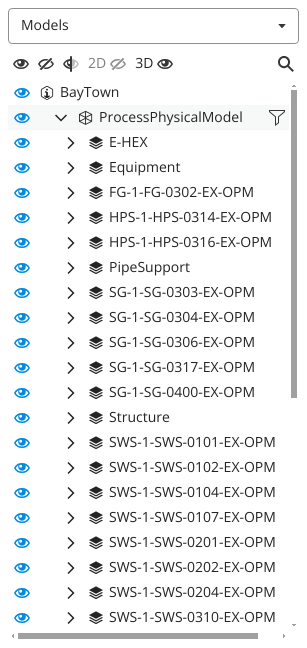 Models
2D 3D
BayTown
ProcessPhysicalModel
E-HEX
Equipment
FG-1-FG-0302-EX-OPM
HPS-1-HPS-0314-EX-OPM
HPS-1-HPS-0316-EX-OPM
PipeSupport
SG-1-SG-0303-EX-OPM
SG-1-SG-0304-EX-OPM
SG-1-SG-0306-EX-OPM
SG-1-SG-0317-EX-OPM
SG-1-SG-0400-EX-OPM
Structure
SWS-1-SWS-0101-EX-OPM
SWS-1-SWS-0102-EX-OPM
SWS-1-SWS-0104-EX-OPM
SWS-1-SWS-0107-EX-OPM
SWS-1-SWS-0201-EX-OPM
SWS-1-SWS-0202-EX-OPM
SWS-1-SWS-0204-EX-OPM
SWS-1-SWS-0310-EX-OPM